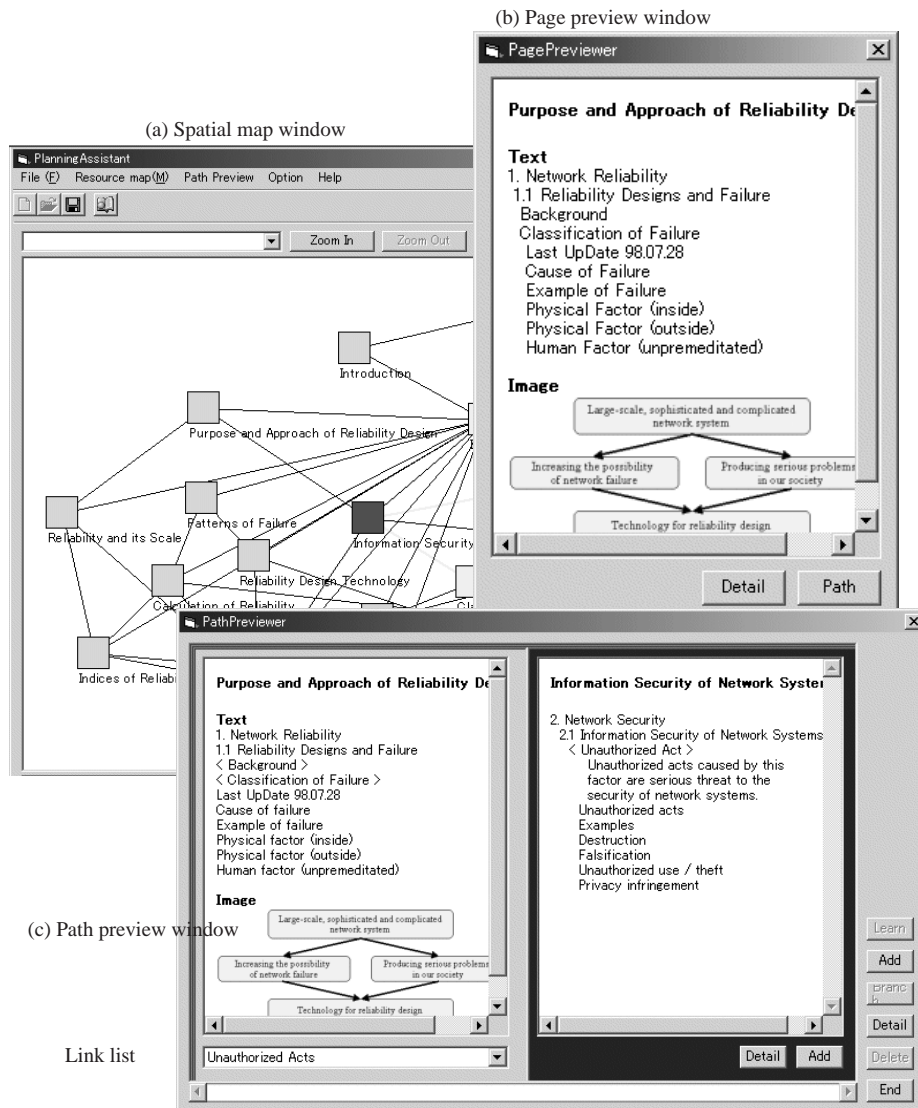 (b) Page preview window
PagePreviewer
Purpose and Approach of Reliability De
Text
1. Network Reliability
1.1 Reliability Designs and Failure
Background
Classification of Failure
Last UpDate 98.07.28
Cause of Failure
Example of Failure
Physical Factor (inside)
Physical Factor (outside)
Human Factor (unpremeditated)
Image
Large-scale, sophisticated and complicated
network system
Increasing the possibility
of network failure
Producing serious problems
in our society
Technology for reliability design
Detail Path
(a) Spatial map window
PlanningAssistant
File (F) Resource map(M) Path Preview Option Help
Zoom In Zoom Out
Introduction
Purpose and Approach of Reliability Design
Patterns of Failure
Reliability and its Scale
Information Security
Reliability Design Technology
Calculation of Reliability
Cla
Indices of Reliabi
(c) Path preview window
PathPreviewer
Purpose and Approach of Reliability De
Text
1. Network Reliability
1.1 Reliability Designs and Failure
< Background >
< Classification of Failure >
Last UpDate 98.07.28
Cause of failure
Example of failure
Physical factor (inside)
Physical factor (outside)
Human factor (unpremeditated)
Image
Large-scale, sophisticated and complicated
network system
Increasing the possibility
of network failure
Producing serious problems
in our society
Technology for reliability design
Link list
Unauthorized Acts
Information Security of Network System
2. Network Security
2.1 Information Security of Network Systems
< Unauthorized Act >
Unauthorized acts caused by this
factor are serious threat to the
security of network systems.
Unauthorized acts
Examples
Destruction
Falsification
Unauthorized use / theft
Privacy infringement
Detail Add
Learn
Add
Branc
h
Detail
Delete
End